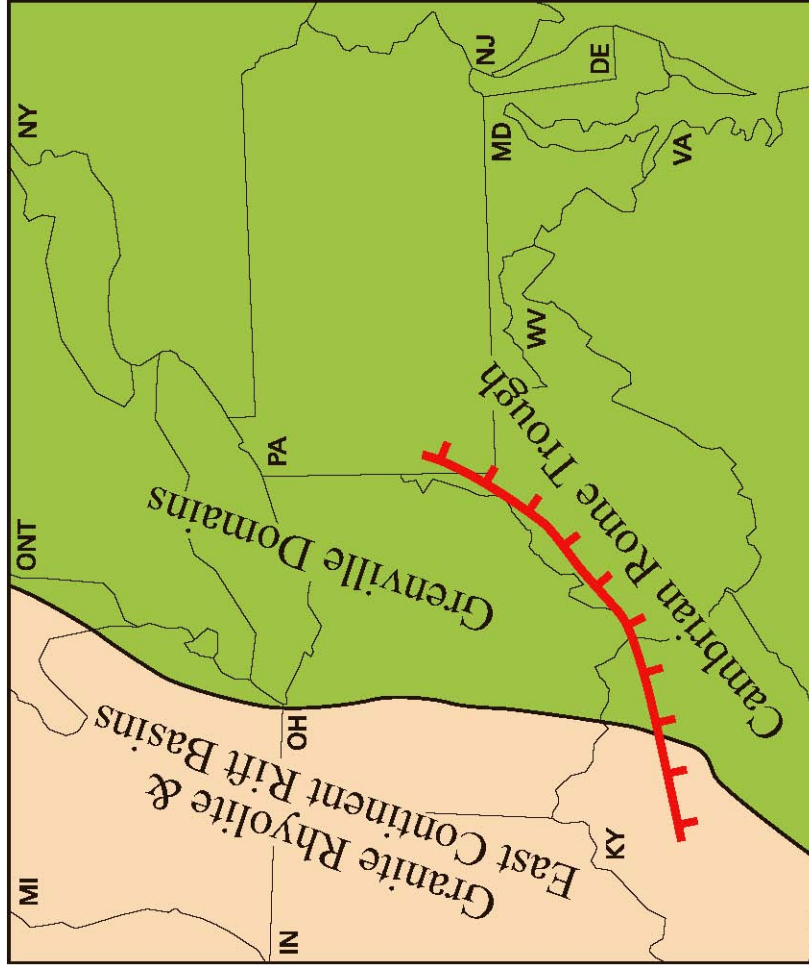 MI
ONT
NY
IN
OH
PA
NJ
MD
DE
KY
WV
VA
Granite Rhyolite &
East Continent Rift Basins
Grenville Domains
Cambrian Rome Trough